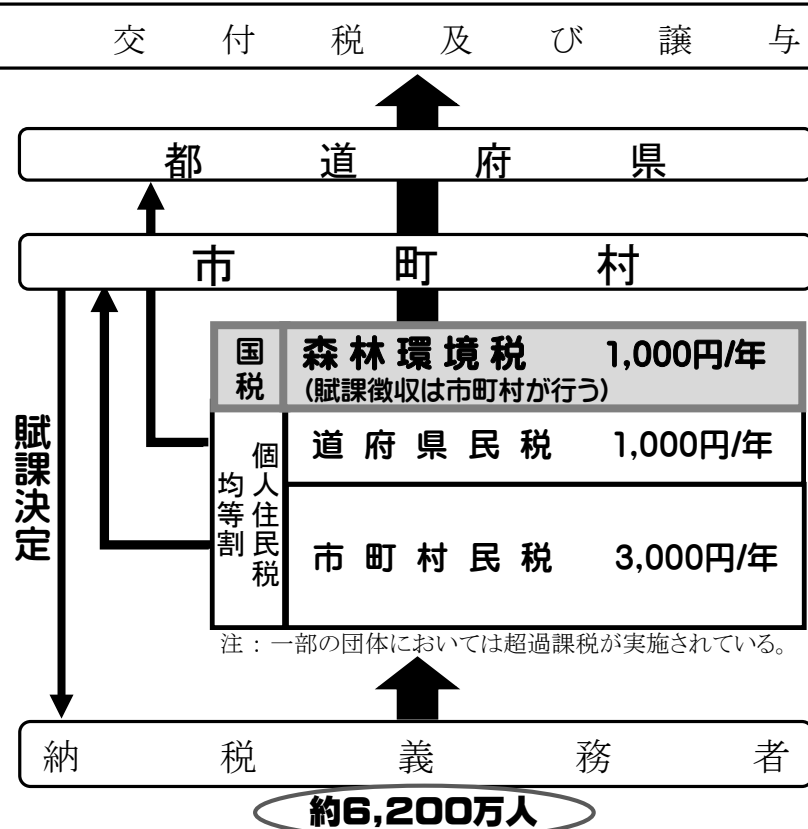 交付税及び譲与
都道府県
市町村
国税
森林環境税 1,000円/年
(賦課徴収は市町村が行う)
個人住民税
均等割
道府県民税 1,000円/年
市町村民税 3,000円/年
賦課決定
注：一部の団体においては超過課税が実施されている。
納税義務者
約6,200万人